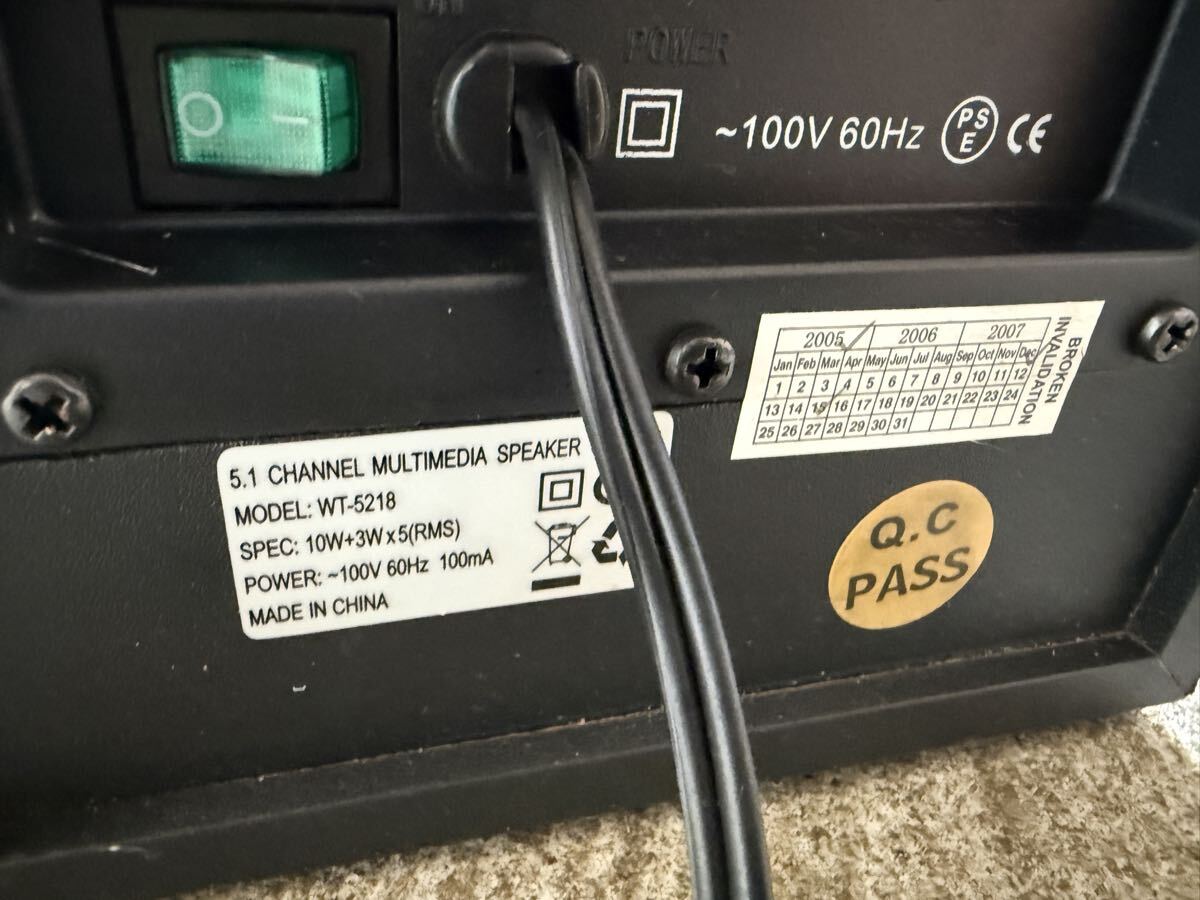 POWER
~100V 60Hz PSE CE
2005 2006 2007
Jan Feb Mar Apr May Jun Jul Aug Sep Oct Nov Dec
1 2 3 4 5 6 7 8 9 10 11 12
13 14 15 16 17 18 19 20 21 22 23 24
25 26 27 28 29 30 31
BROKEN
INVALIDATION
5.1 CHANNEL MULTIMEDIA SPEAKER
MODEL: WT-5218
SPEC: 10W+3Wx5(RMS)
POWER: ~100V 60Hz 100mA
MADE IN CHINA
Q.C
PASS